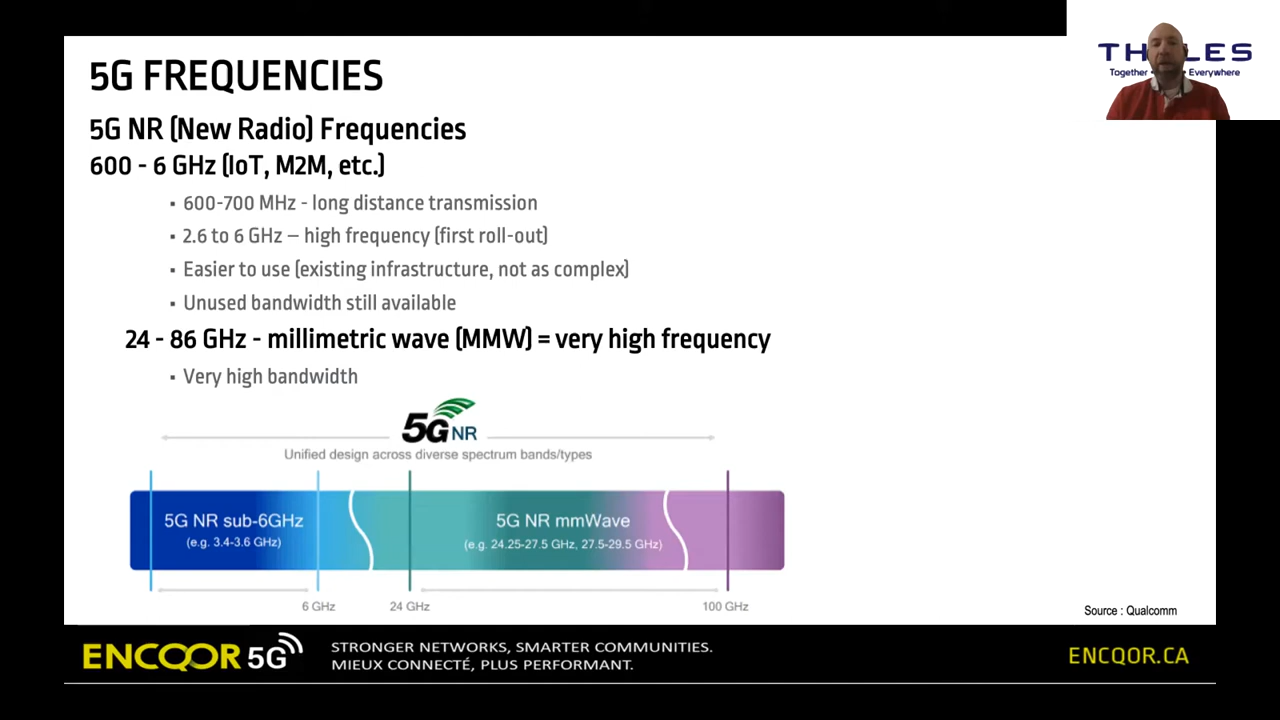 5G FREQUENCIES
5G NR (New Radio) Frequencies
600 - 6 GHz (IoT, M2M, etc.)
▪ 600-700 MHz - long distance transmission
▪ 2.6 to 6 GHz – high frequency (first roll-out)
▪ Easier to use (existing infrastructure, not as complex)
▪ Unused bandwidth still available
24 - 86 GHz - millimetric wave (MMW) = very high frequency
▪ Very high bandwidth
5G NR
Unified design across diverse spectrum bands/types
5G NR sub-6GHz
(e.g. 3.4-3.6 GHz)
5G NR mmWave
(e.g. 24.25-27.5 GHz, 27.5-29.5 GHz)
6 GHz
24 GHz
100 GHz
Source : Qualcomm
ENCQOR 5G
STRONGER NETWORKS, SMARTER COMMUNITIES.
MIEUX CONNECTÉ, PLUS PERFORMANT.
ENCQOR.CA
Together • Everywhere